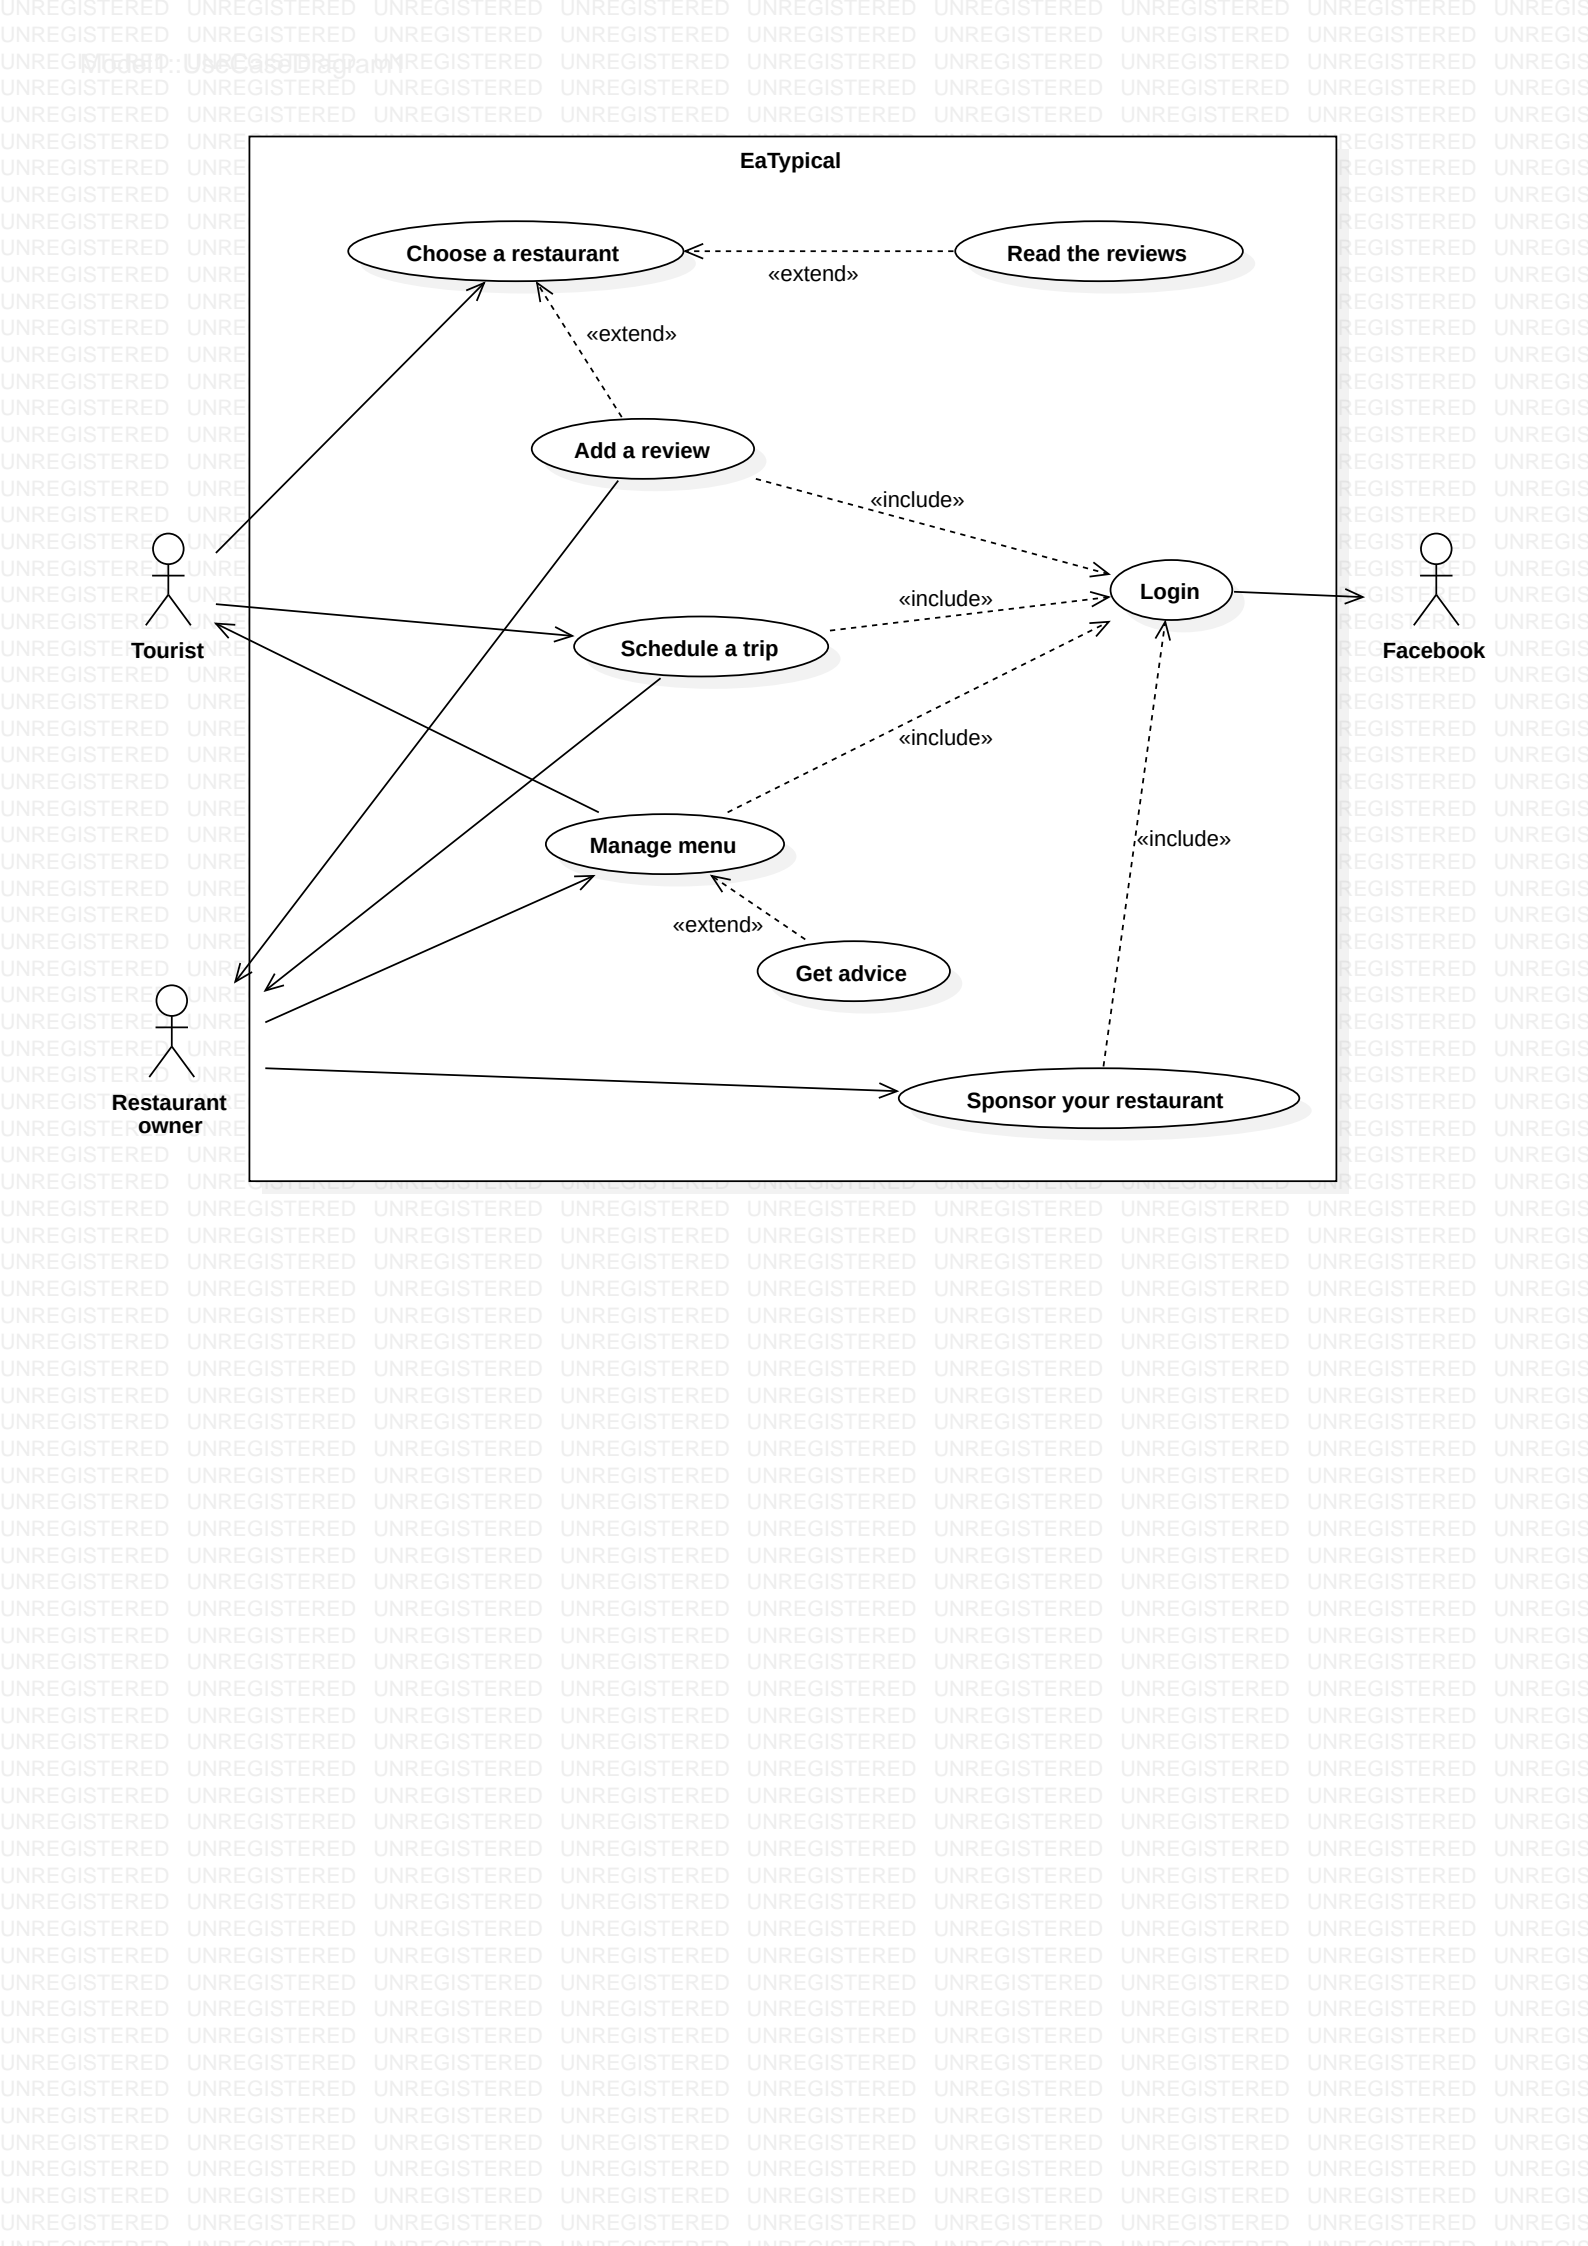 Model1::UseCaseDiagram1
EaTypical
Choose a restaurant
Read the reviews
«extend»
«extend»
Add a review
«include»
Login
«include»
Tourist
Schedule a trip
Facebook
«include»
Manage menu
«include»
«extend»
Get advice
Sponsor your restaurant
Restaurant
owner
UNREGISTERED